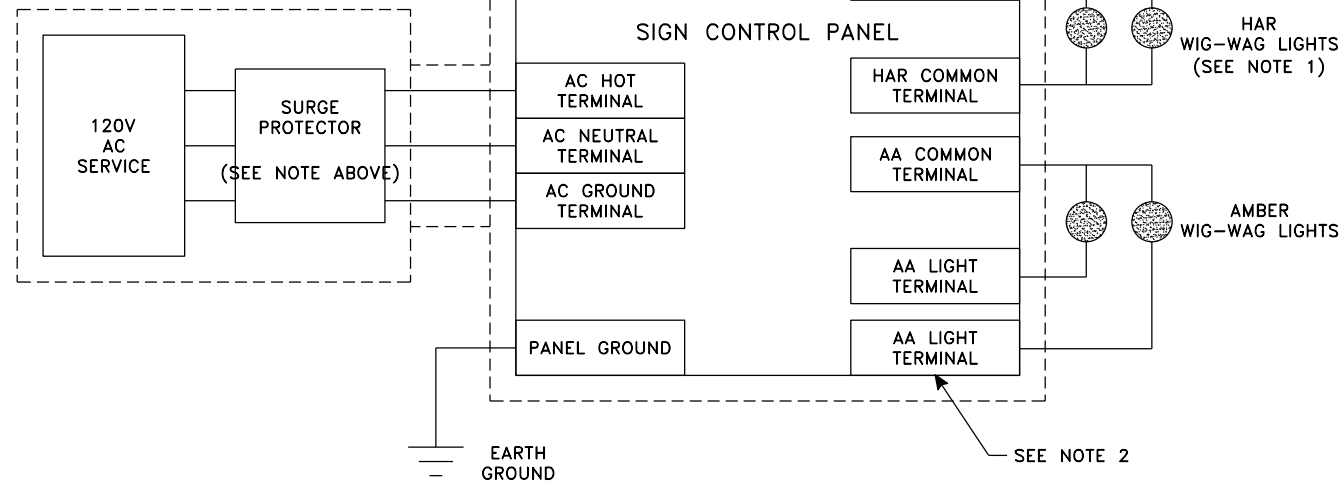 SIGN CONTROL PANEL
120V
AC
SERVICE
SURGE
PROTECTOR
(SEE NOTE ABOVE)
AC HOT
TERMINAL
AC NEUTRAL
TERMINAL
AC GROUND
TERMINAL
PANEL GROUND
EARTH
GROUND
HAR COMMON
TERMINAL
AA COMMON
TERMINAL
AA LIGHT
TERMINAL
AA LIGHT
TERMINAL
SEE NOTE 2
HAR
WIG-WAG LIGHTS
(SEE NOTE 1)
AMBER
WIG-WAG LIGHTS